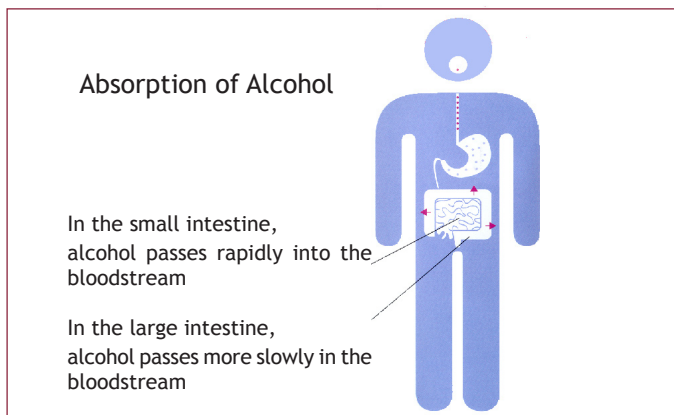 Absorption of Alcohol
In the small intestine,
alcohol passes rapidly into the
bloodstream
In the large intestine,
alcohol passes more slowly in the
bloodstream